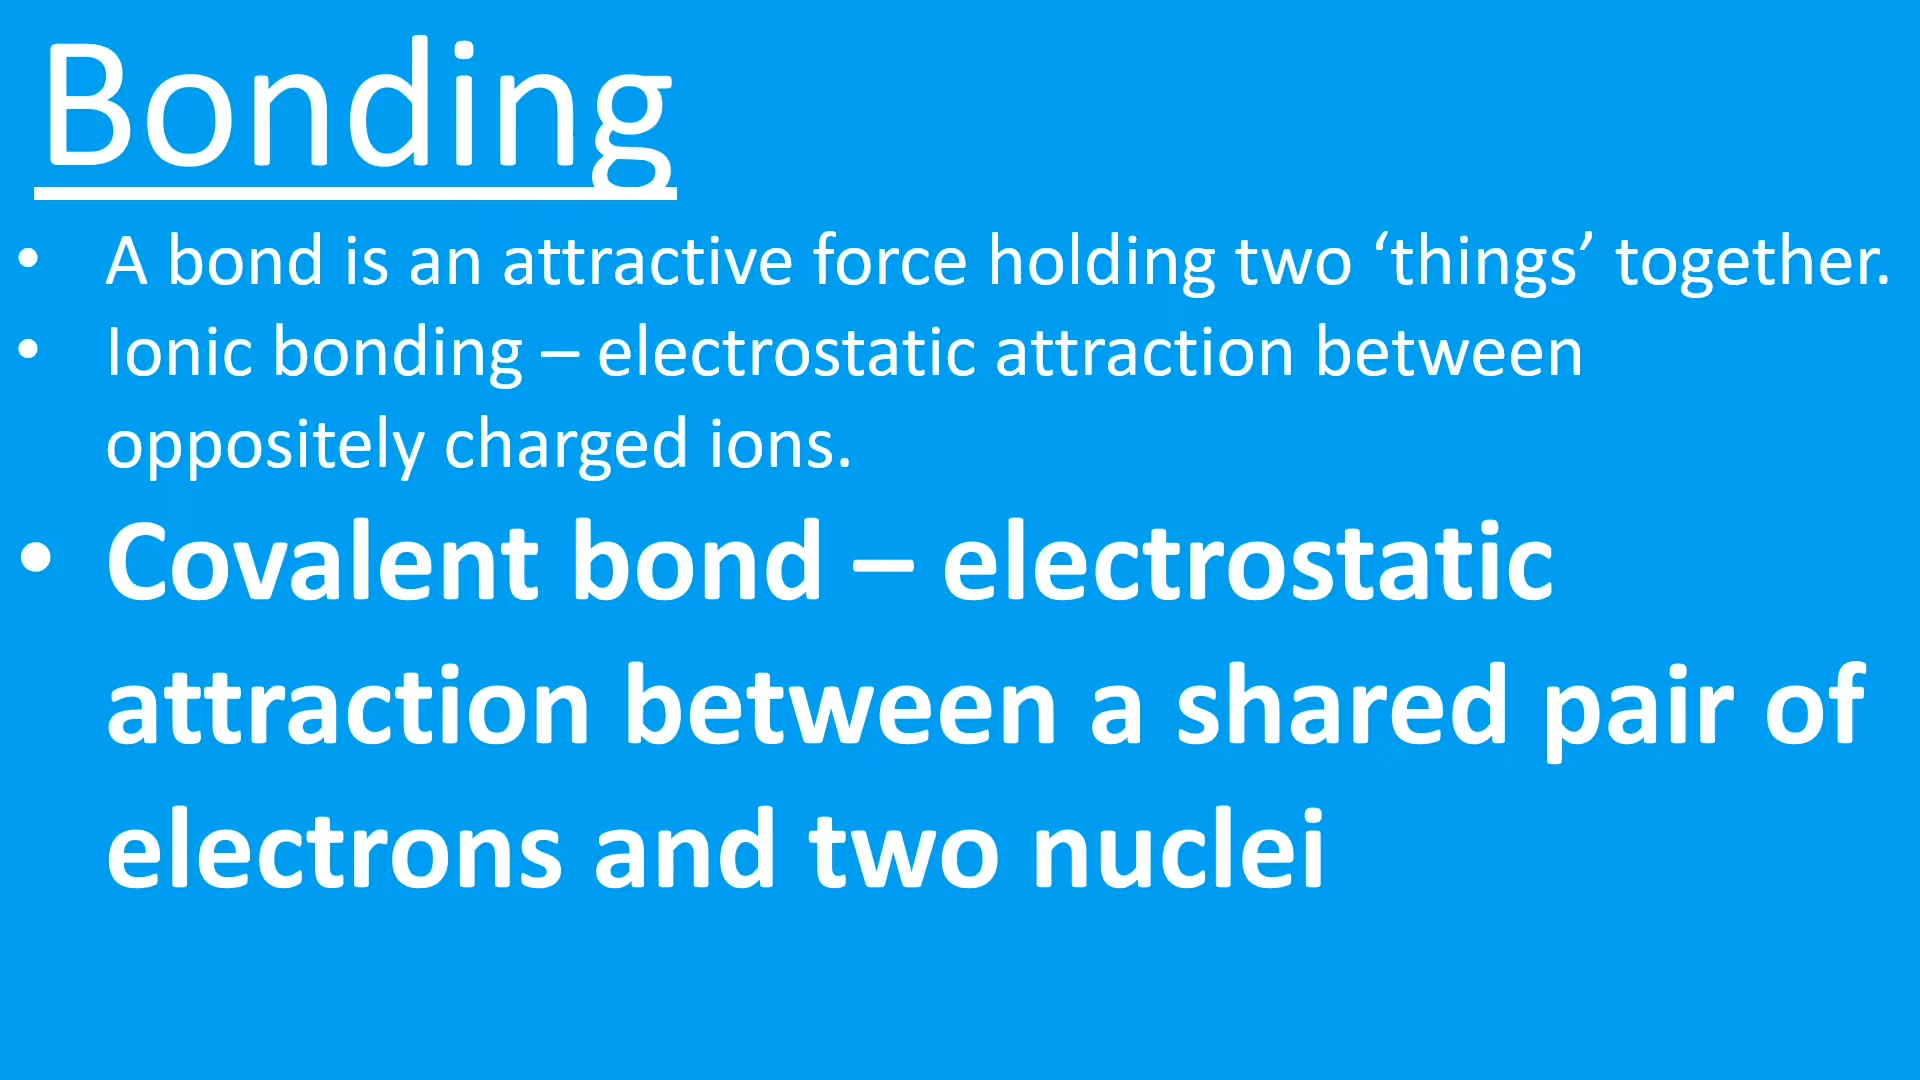 Bonding
• A bond is an attractive force holding two ‘things’ together.
• Ionic bonding – electrostatic attraction between
oppositely charged ions.
• Covalent bond – electrostatic
attraction between a shared pair of
electrons and two nuclei